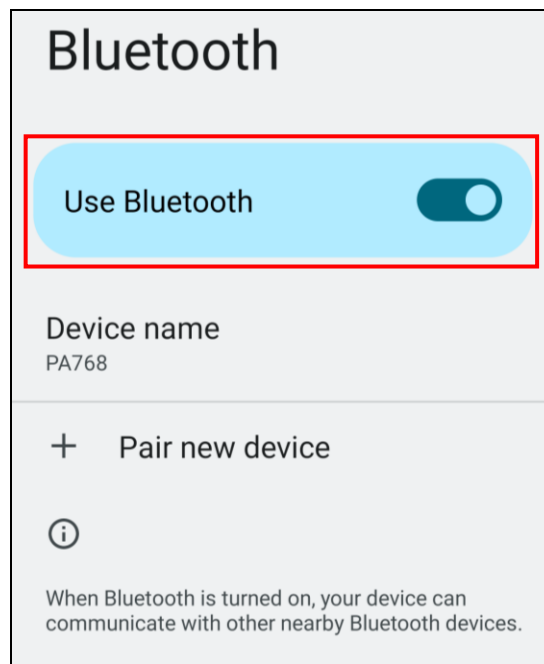 Bluetooth
Use Bluetooth
Device name
PA768
Pair new device
When Bluetooth is turned on, your device can
communicate with other nearby Bluetooth devices.